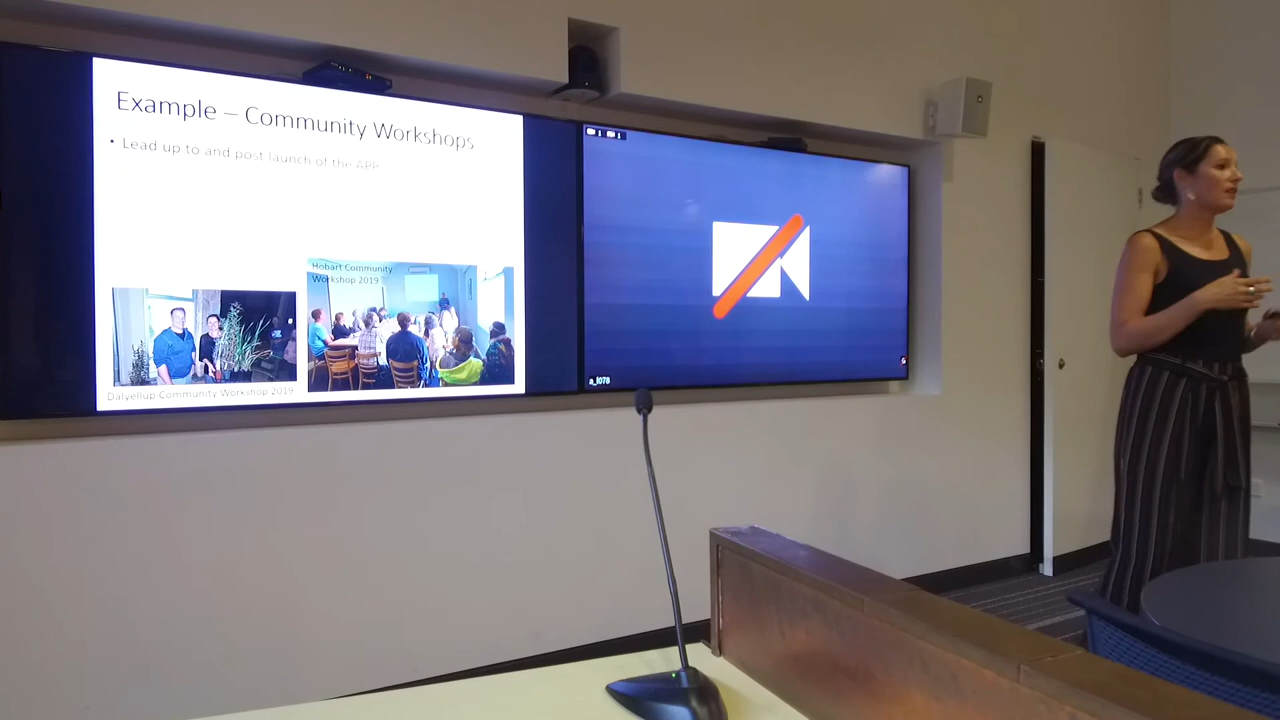 Example – Community Workshops
• Lead up to and post launch of the APP
Hobart Community
Workshop 2019
Dalyellup Community Workshop 2019
a_l078